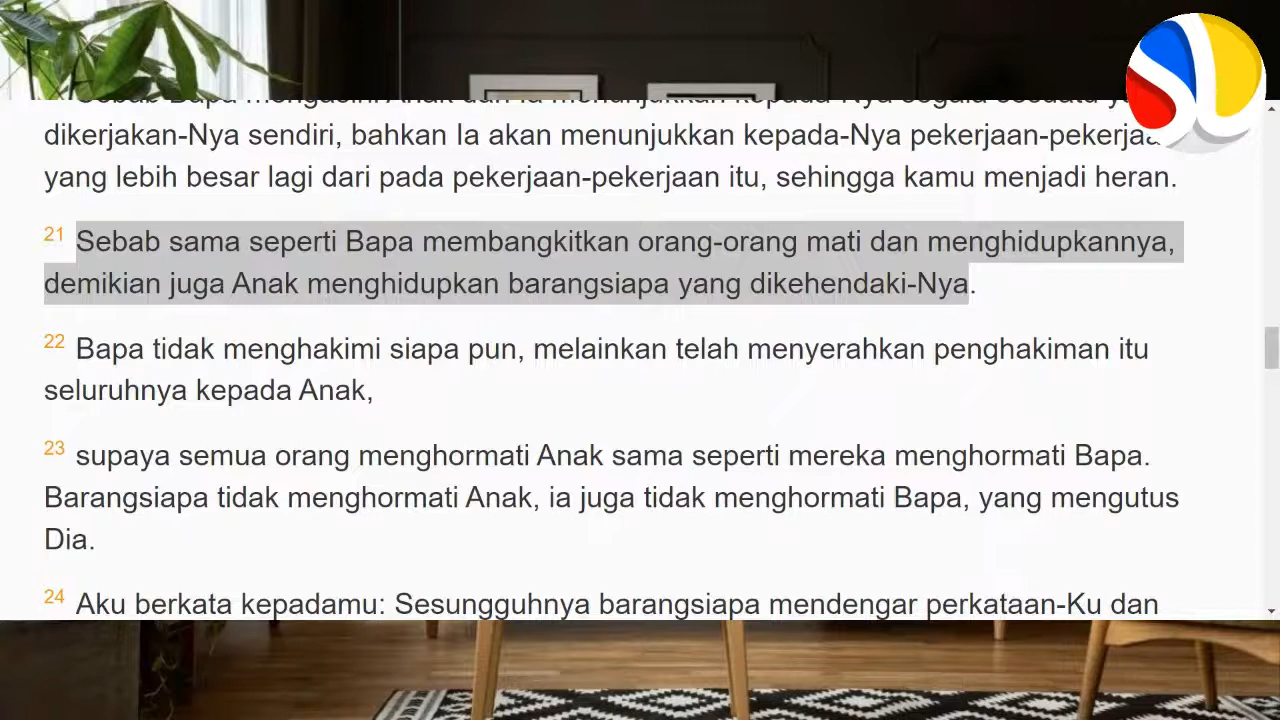 dikerjakan-Nya sendiri, bahkan Ia akan menunjukkan kepada-Nya pekerjaan-pekerjaan
yang lebih besar lagi dari pada pekerjaan-pekerjaan itu, sehingga kamu menjadi heran.
21 Sebab sama seperti Bapa membangkitkan orang-orang mati dan menghidupkannya,
demikian juga Anak menghidupkan barangsiapa yang dikehendaki-Nya.
22 Bapa tidak menghakimi siapa pun, melainkan telah menyerahkan penghakiman itu
seluruhnya kepada Anak,
23 supaya semua orang menghormati Anak sama seperti mereka menghormati Bapa.
Barangsiapa tidak menghormati Anak, ia juga tidak menghormati Bapa, yang mengutus
Dia.
24 Aku berkata kepadamu: Sesungguhnya barangsiapa mendengar perkataan-Ku dan